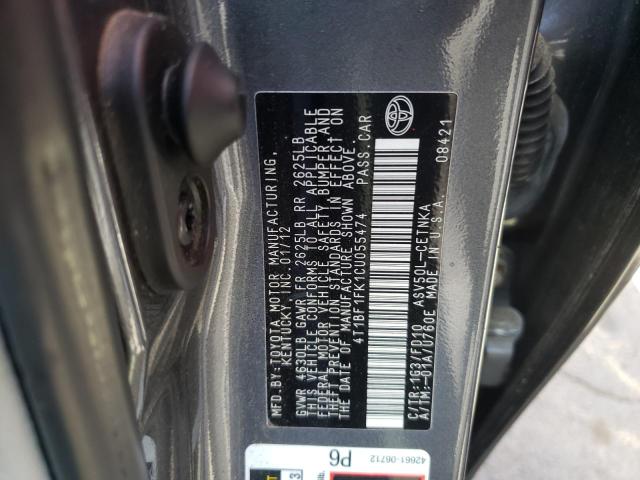 MFD.BY:TOYOTA MOTOR MANUFACTURING,
KENTUCKY INC.01/12
GVWR 4630LB GAWR FR 2625LB RR 2625LB
THIS VEHICLE CONFORMS TO ALL APPLICABLE
FEDERAL MOTOR VEHICLE SAFETY, BUMPER AND
THEFT PREVENTION STANDARDS IN EFFECT ON
THE DATE OF MANUFACTURE SHOWN ABOVE.
4T1BF1FK1CU055474 PASS.CAR
08421
C/TR:1G3/FD10 ASV50L-CETNKA
A/TM:-01A/U760E MADE IN U.S.A.
42661-06712
P6